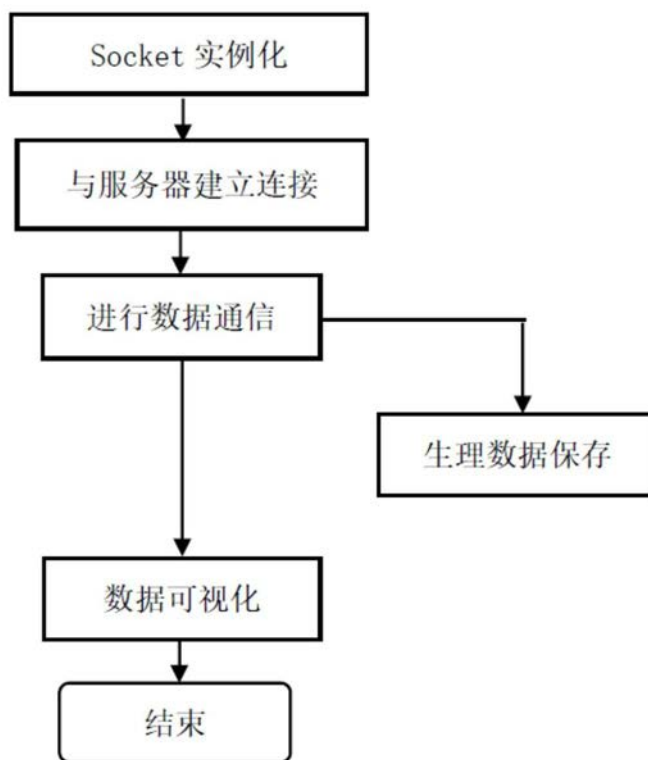 Socket 实例化
与服务器建立连接
进行数据通信
生理数据保存
数据可视化
结束